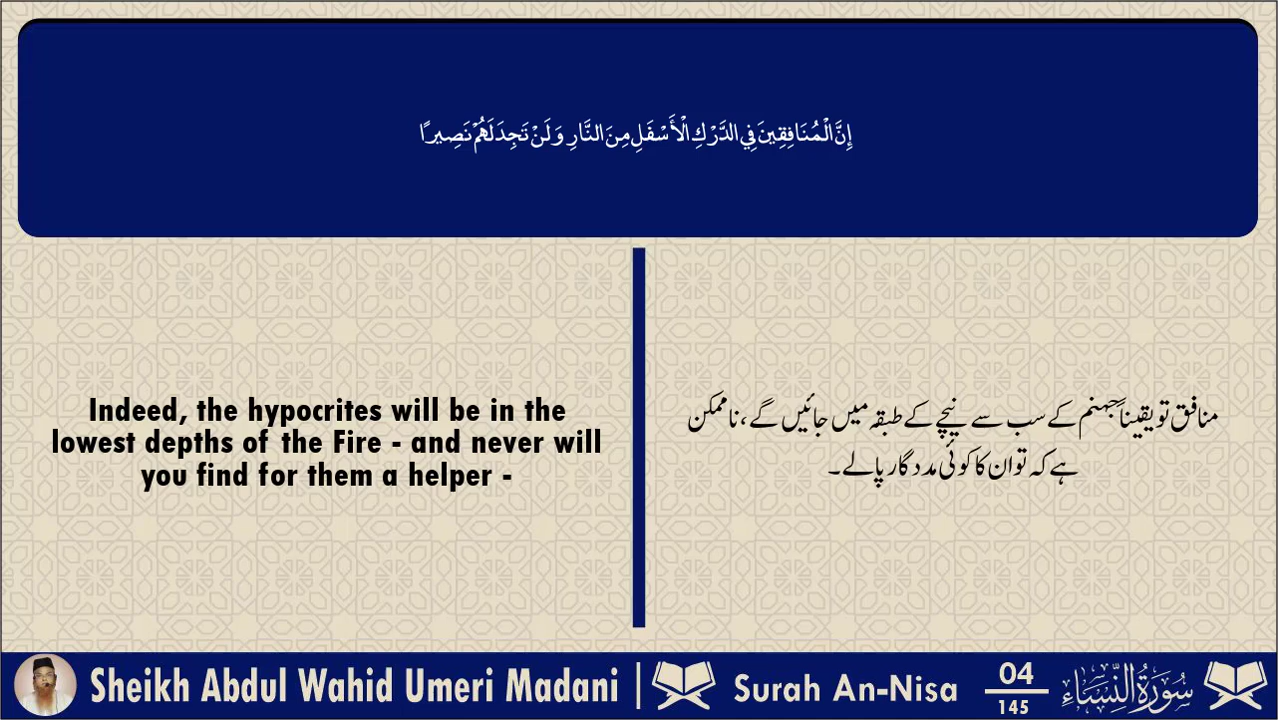 إِنَّ الْمُنَافِقِينَ فِي الدَّرْكِ الْأَسْفَلِ مِنَ النَّارِ وَلَنْ تَجِدَ لَهُمْ نَصِيرًا
Indeed, the hypocrites will be in the
lowest depths of the Fire - and never will
you find for them a helper -
منافق تو یقیناً جہنم کے سب سے نیچے کے طبقہ میں جائیں گے، ناممکن
ہے کہ تو ان کا کوئی مددگار پالے۔
Sheikh Abdul Wahid Umeri Madani | Surah An-Nisa
04
145
سُورَةُ النِّسَاءِ